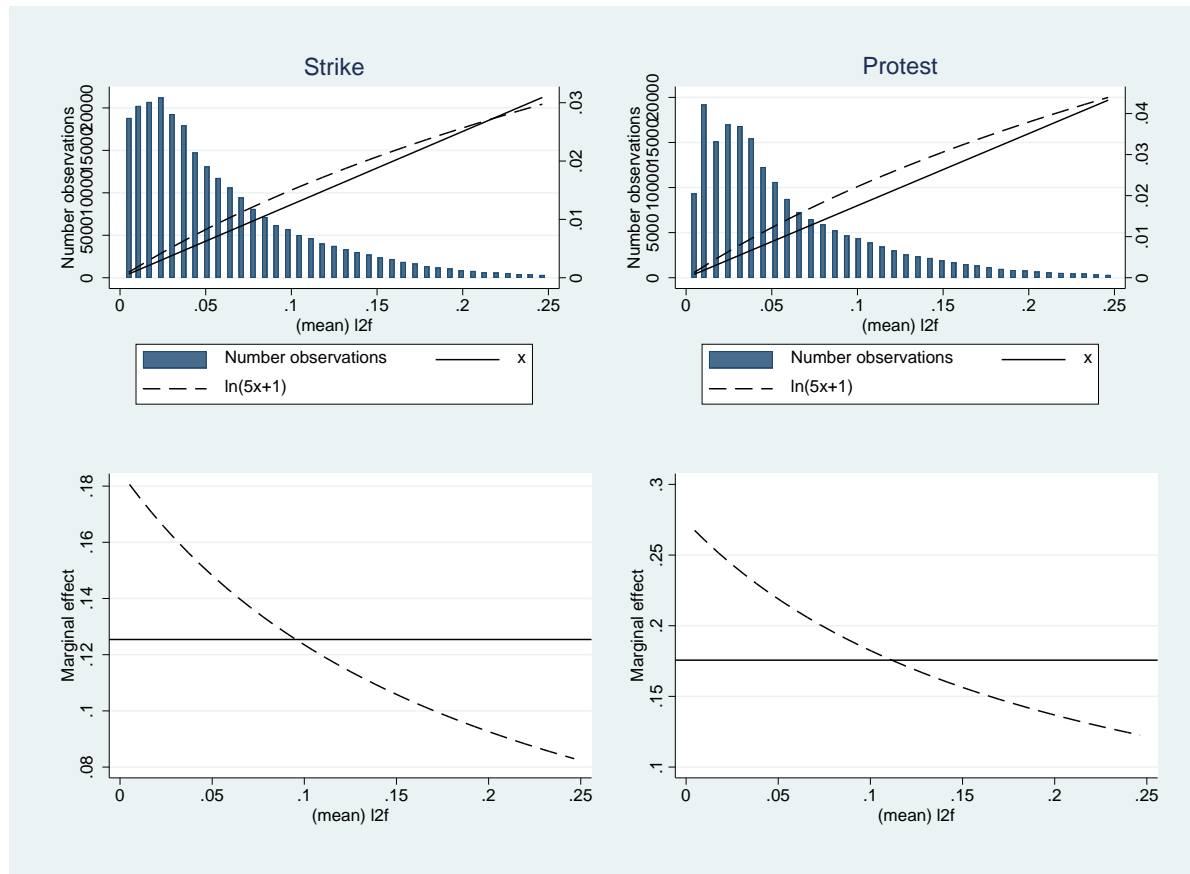 Strike
Number observations
0 5000 10000 15000 20000
0 .01 .02 .03
0 .05 .1 .15 .2 .25
(mean) l2f
Number observations x
ln(5x+1)
Protest
Number observations
0 5000 10000 15000 20000
0 .01 .02 .03 .04
0 .05 .1 .15 .2 .25
(mean) l2f
Number observations x
ln(5x+1)
Marginal effect
.08 .1 .12 .14 .16 .18
0 .05 .1 .15 .2 .25
(mean) l2f
Marginal effect
.1 .15 .2 .25 .3
0 .05 .1 .15 .2 .25
(mean) l2f